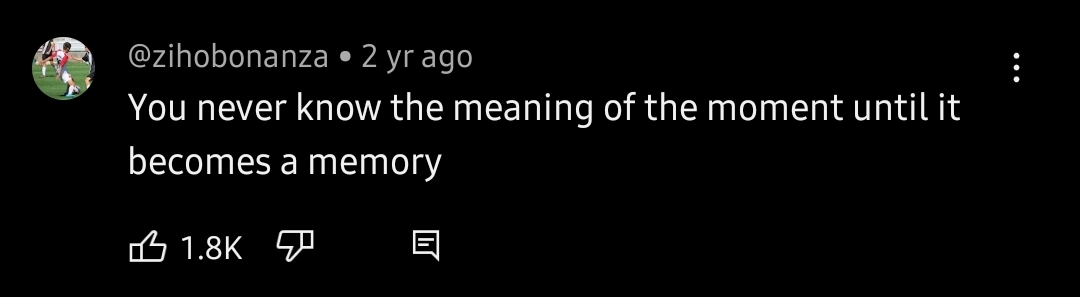 @zihobonanza • 2 yr ago
You never know the meaning of the moment until it
becomes a memory
1.8K